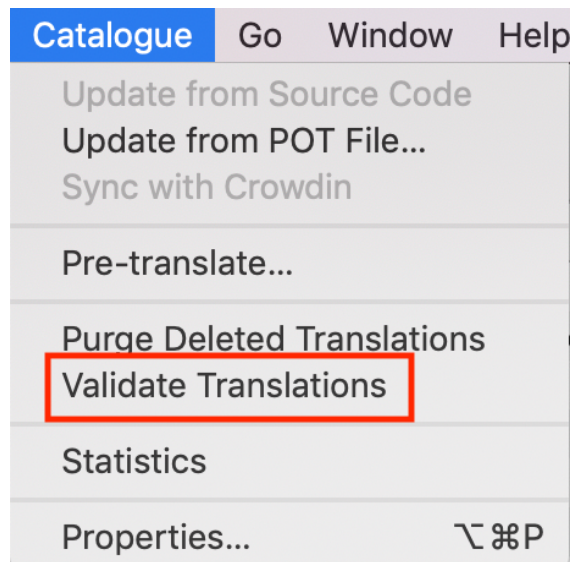 Catalogue Go Window Help
Update from Source Code
Update from POT File...
Sync with Crowdin
Pre-translate...
Purge Deleted Translations
Validate Translations
Statistics
Properties... ⌥⌘P